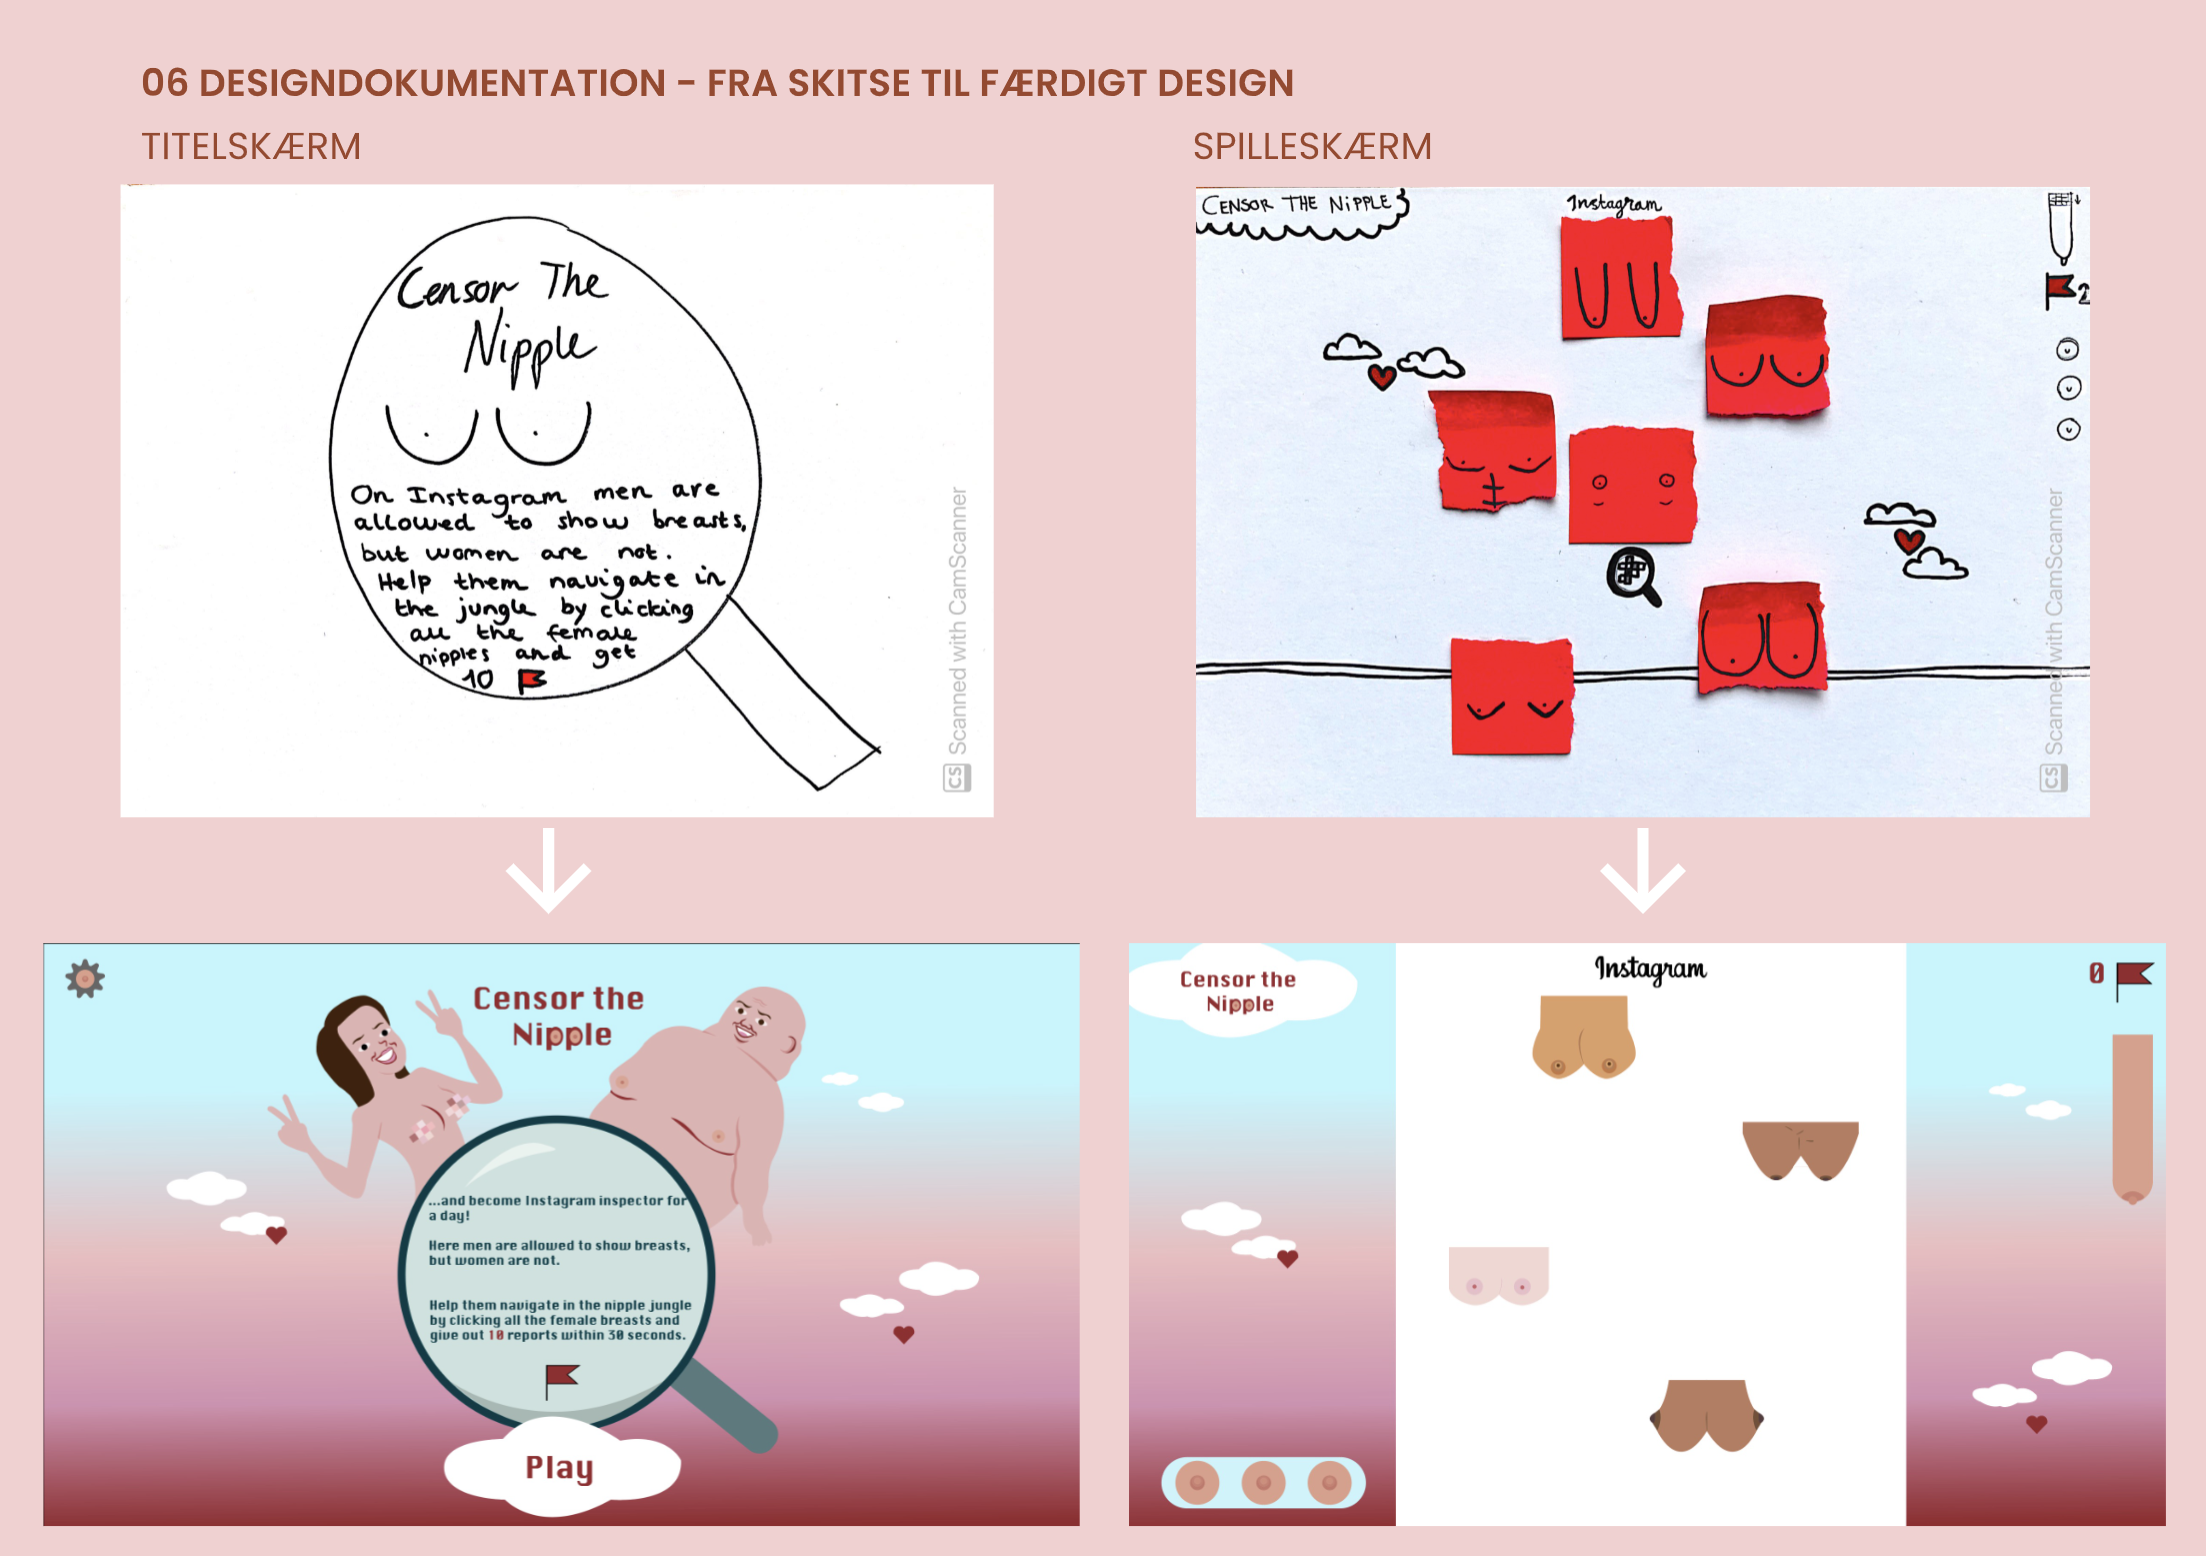 06 DESIGNDOKUMENTATION - FRA SKITSE TIL FÆRDIGT DESIGN
TITELSKÆRM
Censor The
Nipple
On Instagram men are
allowed to show breasts,
but women are not.
Help them navigate in
the jungle by clicking
all the female
nipples and get
10
CS Scanned with CamScanner
SPILLESKÆRM
CENSOR THE NIPPLE
Instagram
2
CS Scanned with CamScanner
Censor the
Nipple
...and become Instagram inspector for
a day!
Here men are allowed to show breasts,
but women are not.
Help them navigate in the nipple jungle
by clicking all the female breasts and
give out 10 reports within 30 seconds.
Play
Censor the
Nipple
Instagram
0